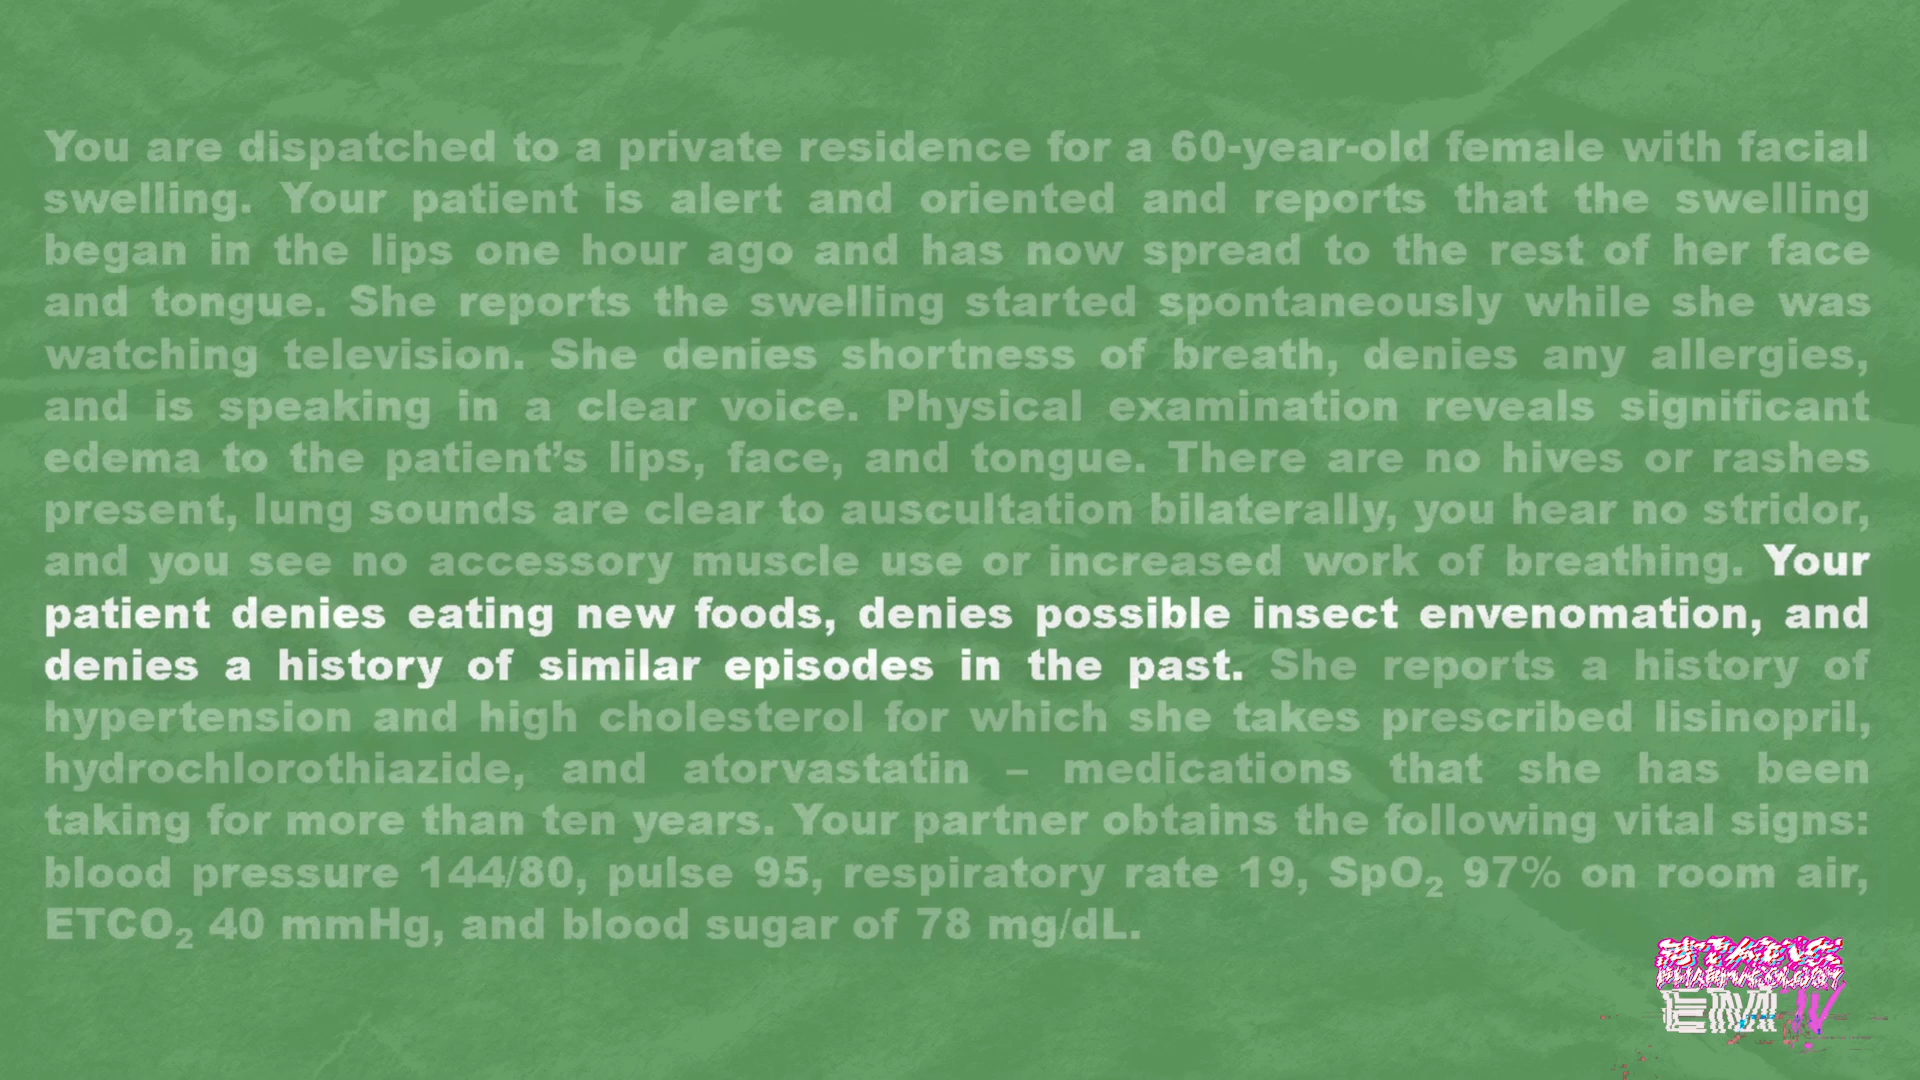 You are dispatched to a private residence for a 60-year-old female with facial
swelling. Your patient is alert and oriented and reports that the swelling
began in the lips one hour ago and has now spread to the rest of her face
and tongue. She reports the swelling started spontaneously while she was
watching television. She denies shortness of breath, denies any allergies,
and is speaking in a clear voice. Physical examination reveals significant
edema to the patient’s lips, face, and tongue. There are no hives or rashes
present, lung sounds are clear to auscultation bilaterally, you hear no stridor,
and you see no accessory muscle use or increased work of breathing. Your
patient denies eating new foods, denies possible insect envenomation, and
denies a history of similar episodes in the past. She reports a history of
hypertension and high cholesterol for which she takes prescribed lisinopril,
hydrochlorothiazide, and atorvastatin – medications that she has been
taking for more than ten years. Your partner obtains the following vital signs:
blood pressure 144/80, pulse 95, respiratory rate 19, SpO₂ 97% on room air,
ETCO₂ 40 mmHg, and blood sugar of 78 mg/dL.